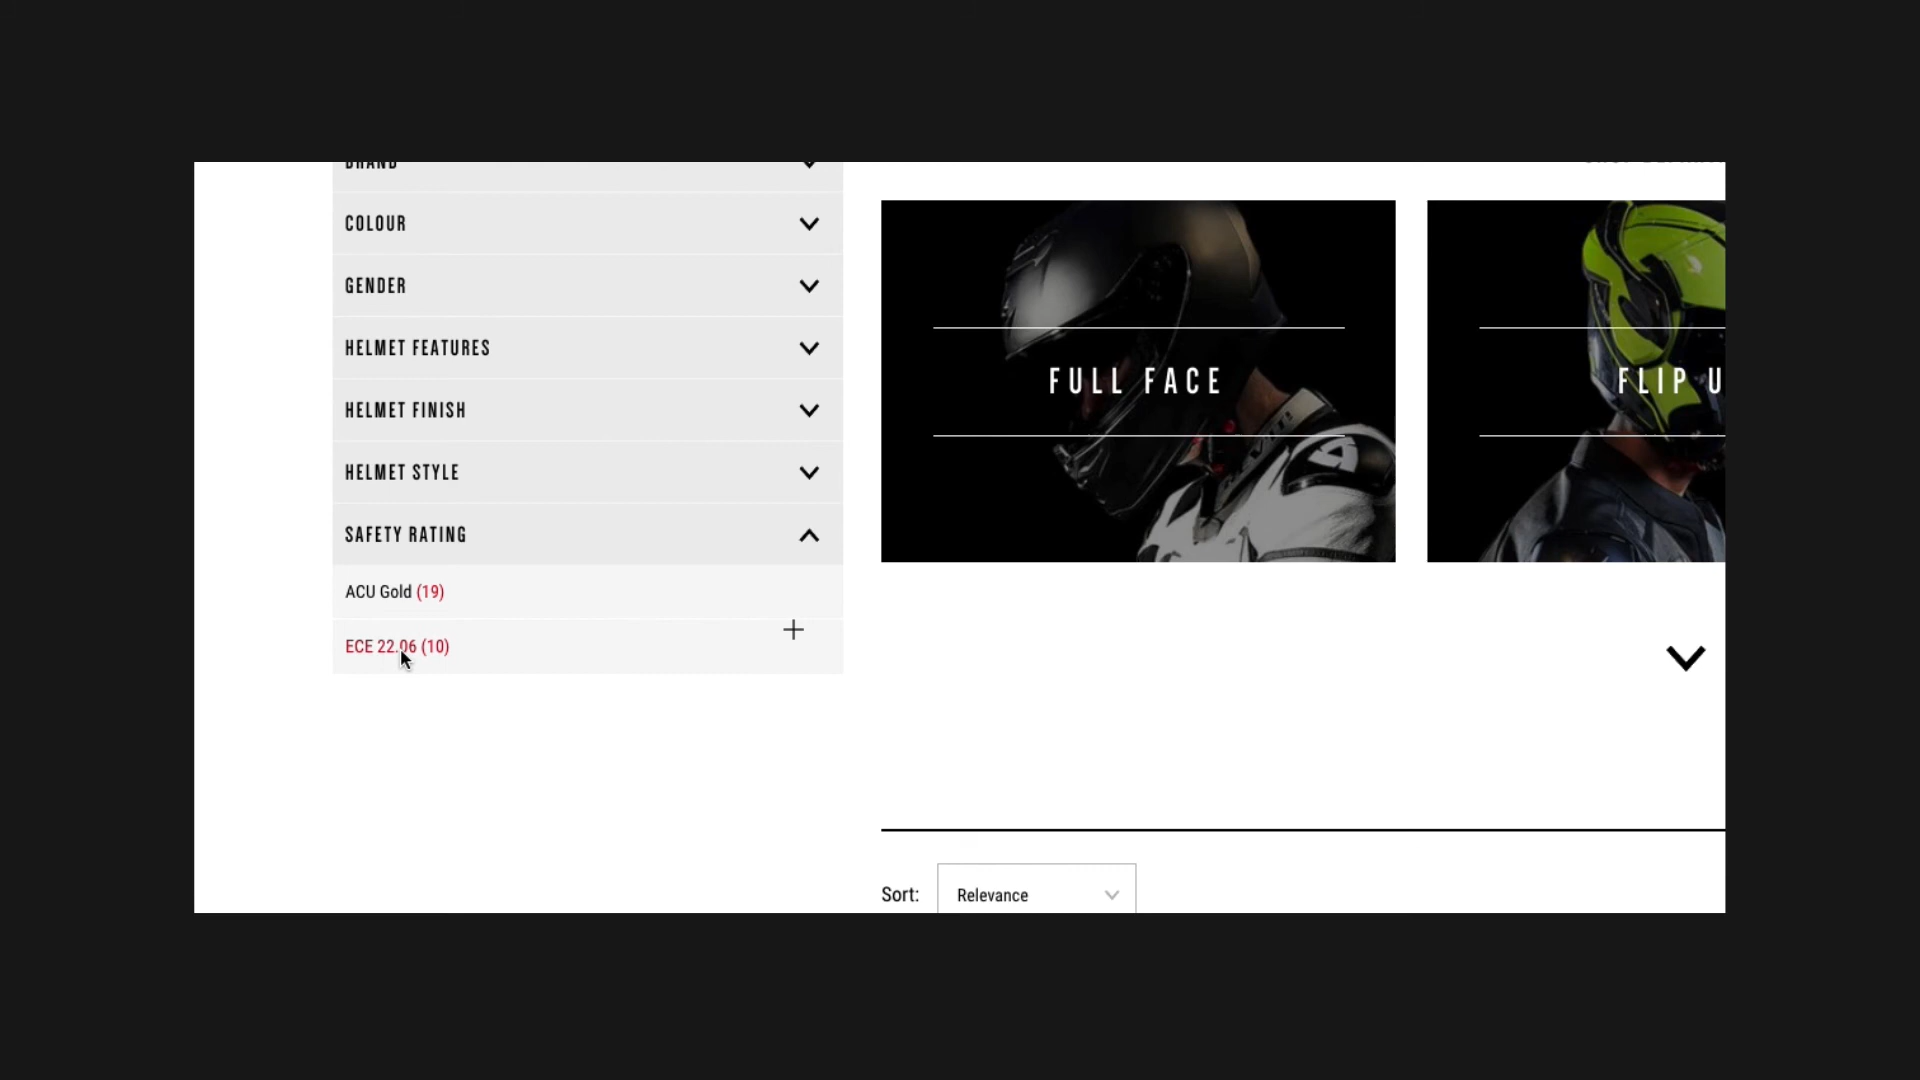 BRAND
COLOUR
GENDER
HELMET FEATURES
HELMET FINISH
HELMET STYLE
SAFETY RATING
ACU Gold (19)
ECE 22.06 (10)
FULL FACE
FLIP U
Sort:
Relevance